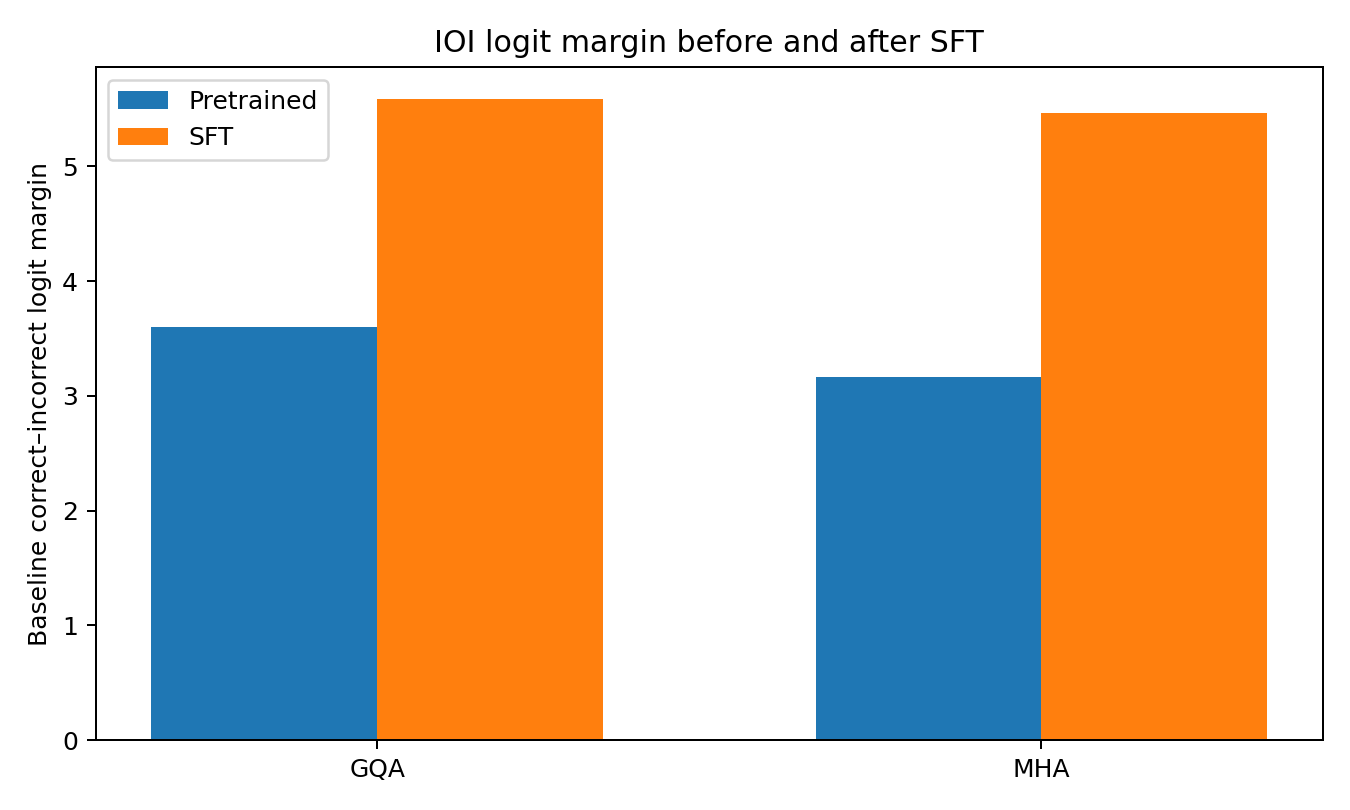 IOI logit margin before and after SFT
Pretrained
SFT
Baseline correct–incorrect logit margin
5
4
3
2
1
0
GQA
MHA